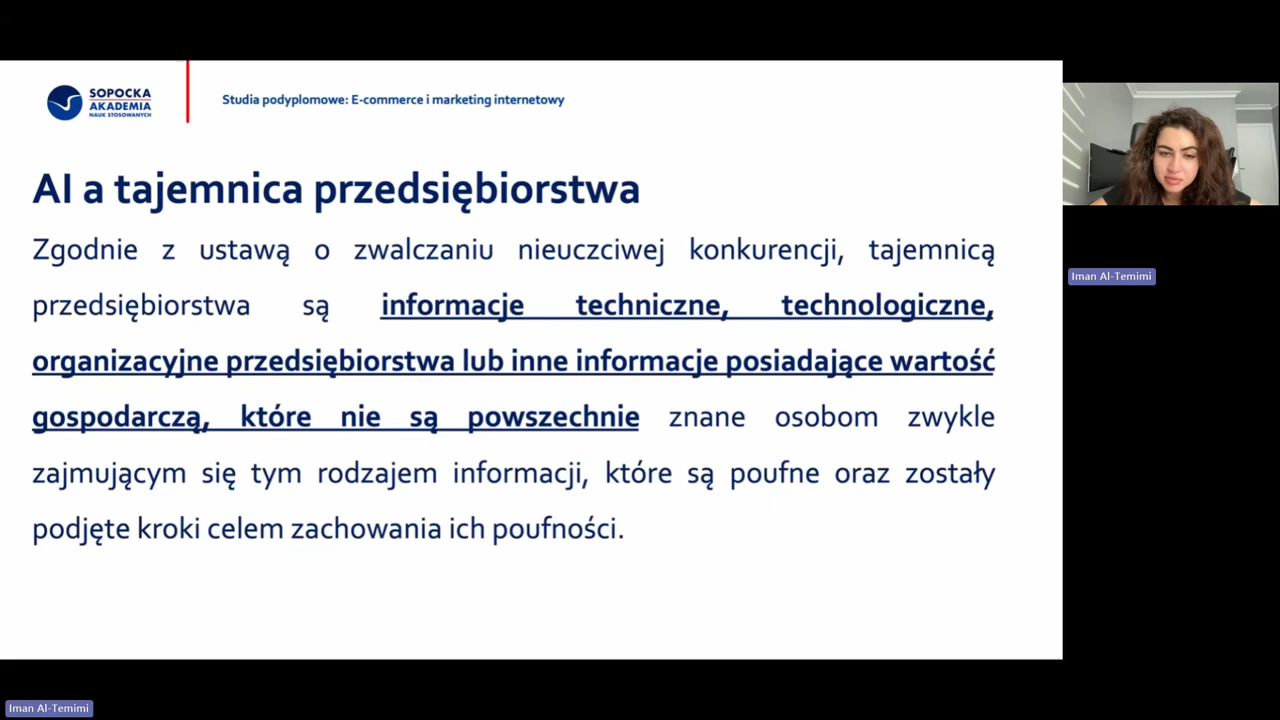 SOPOCKA
AKADEMIA
NAUK STOSOWANYCH
Studia podyplomowe: E-commerce i marketing internetowy
AI a tajemnica przedsiębiorstwa
Zgodnie z ustawą o zwalczaniu nieuczciwej konkurencji, tajemnicą
przedsiębiorstwa są informacje techniczne, technologiczne,
organizacyjne przedsiębiorstwa lub inne informacje posiadające wartość
gospodarczą, które nie są powszechnie znane osobom zwykle
zajmującym się tym rodzajem informacji, które są poufne oraz zostały
podjęte kroki celem zachowania ich poufności.
Iman Al-Temimi
Iman Al-Temimi